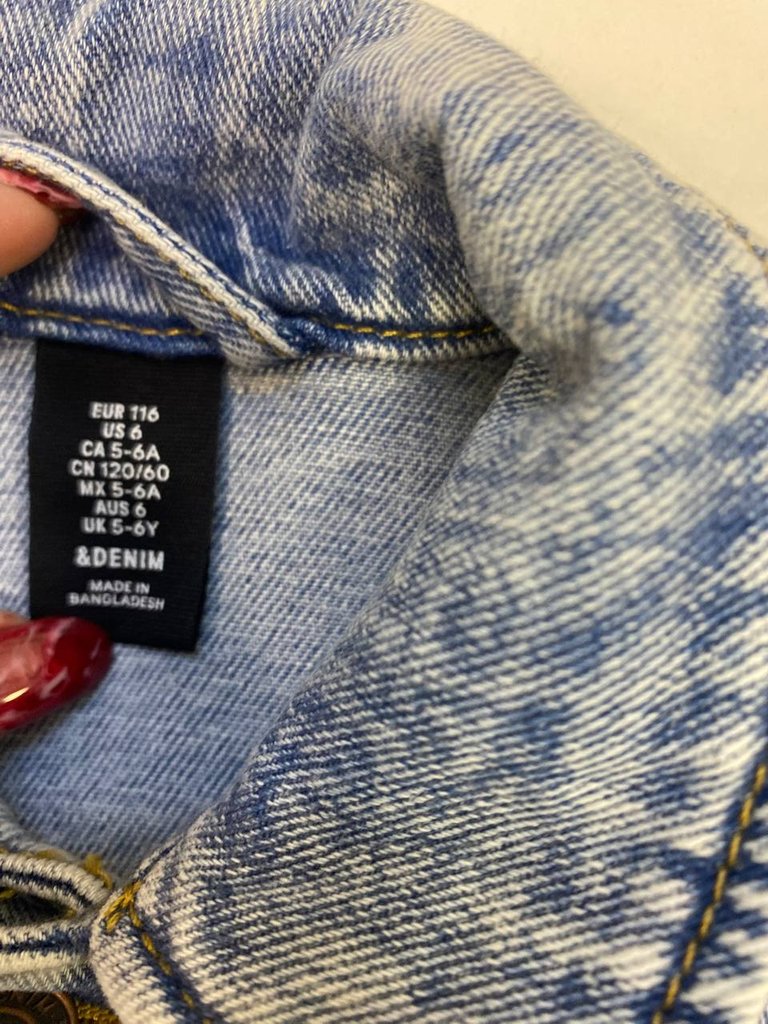 EUR 116
US 6
CA 5-6A
CN 120/60
MX 5-6A
AUS 6
UK 5-6Y
&DENIM
MADE IN
BANGLADESH